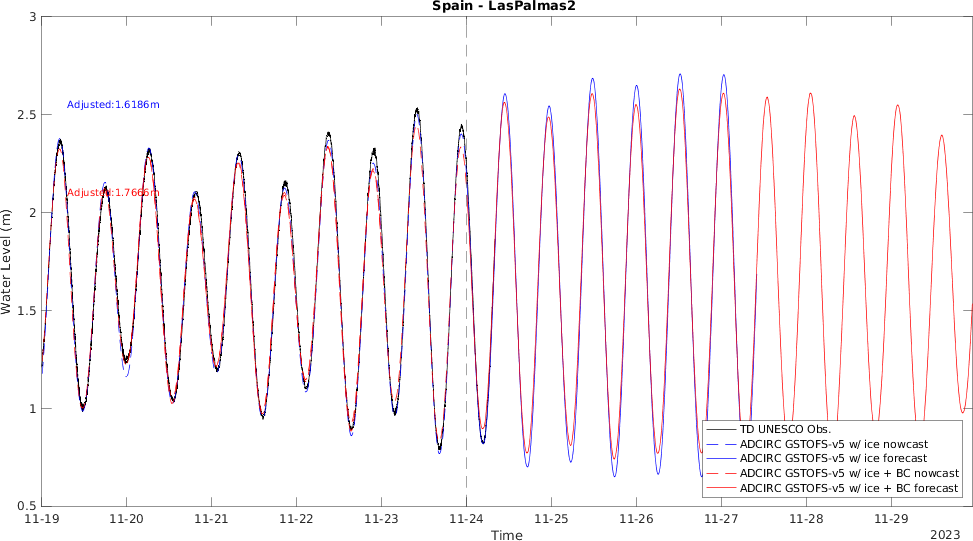 Spain - LasPalmas2
Water Level (m)
3
2.5
2
1.5
1
0.5
Adjusted:1.6186m
Adjusted:1.7666m
TD UNESCO Obs.
ADCIRC GSTOFS-v5 w/ ice nowcast
ADCIRC GSTOFS-v5 w/ ice forecast
ADCIRC GSTOFS-v5 w/ ice + BC nowcast
ADCIRC GSTOFS-v5 w/ ice + BC forecast
11-19 11-20 11-21 11-22 11-23 11-24 11-25 11-26 11-27 11-28 11-29
Time
2023